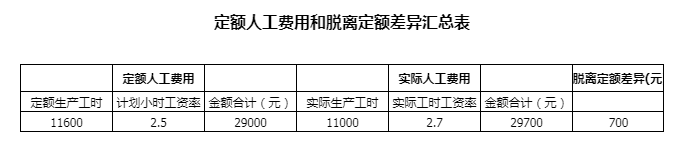 定额人工费用和脱离定额差异汇总表
定额人工费用 实际人工费用 脱离定额差异(元
定额生产工时 计划小时工资率 金额合计（元） 实际生产工时 实际工时工资率 金额合计（元）
11600 2.5 29000 11000 2.7 29700 700